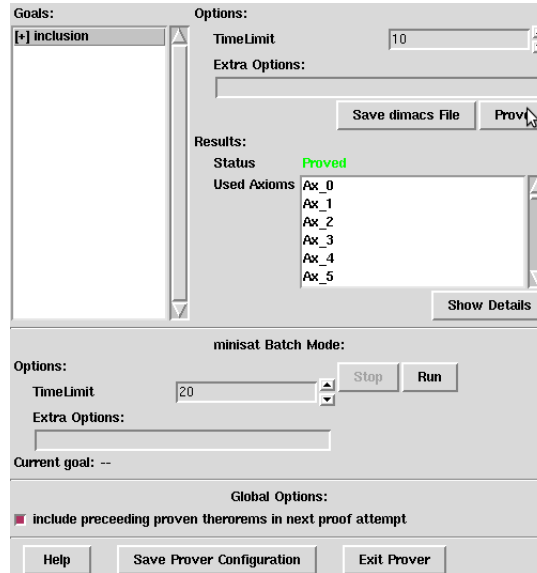 Goals:
[+] inclusion
Options:
TimeLimit 10
Extra Options:
Save dimacs File
Results:
Status Proved
Used Axioms Ax_0
Ax_1
Ax_2
Ax_3
Ax_4
Ax_5
Show Details
minisat Batch Mode:
Options:
TimeLimit 20
Stop Run
Extra Options:
Current goal: --
Global Options:
include preceeding proven therorems in next proof attempt
Help Save Prover Configuration Exit Prover